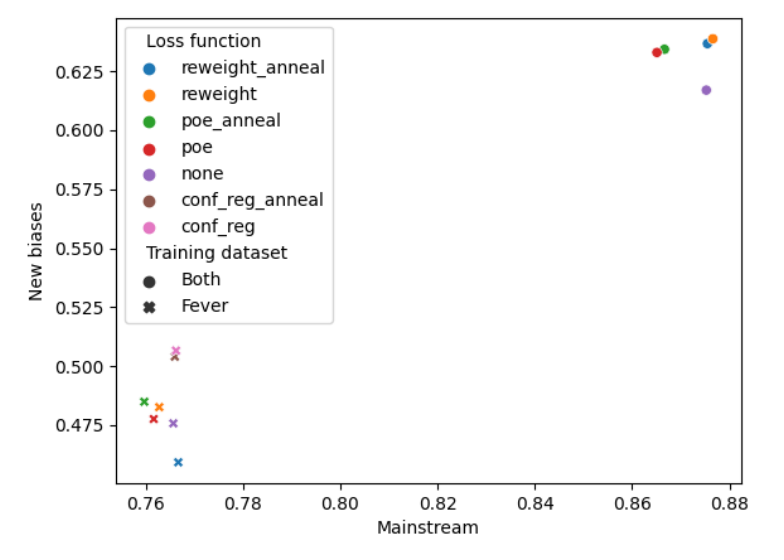 Loss function
reweight_anneal
reweight
poe_anneal
poe
none
conf_reg_anneal
conf_reg
Training dataset
Both
Fever
New biases
0.625
0.600
0.575
0.550
0.525
0.500
0.475
0.76 0.78 0.80 0.82 0.84 0.86 0.88
Mainstream